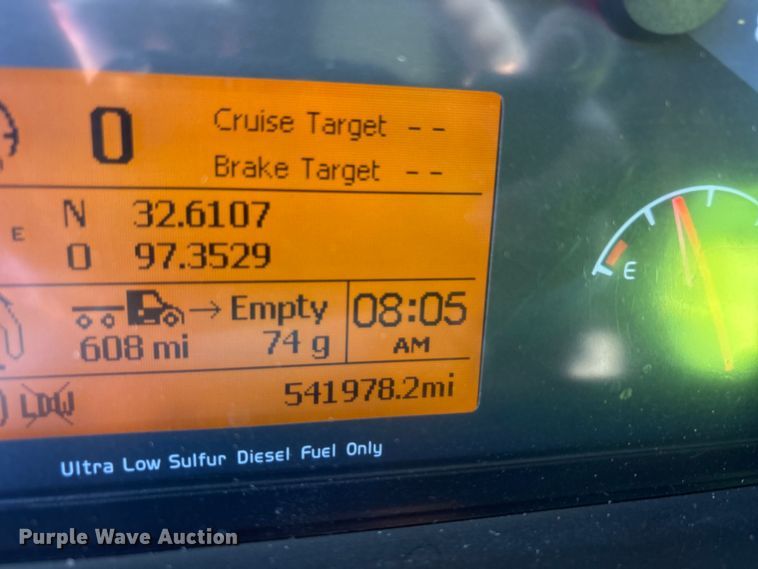 0
Cruise Target --
Brake Target --
N 32.6107
E
O 97.3529
→ Empty
608 mi 74 g
08:05
AM
LDW
541978.2mi
E
Ultra Low Sulfur Diesel Fuel Only
Purple Wave Auction